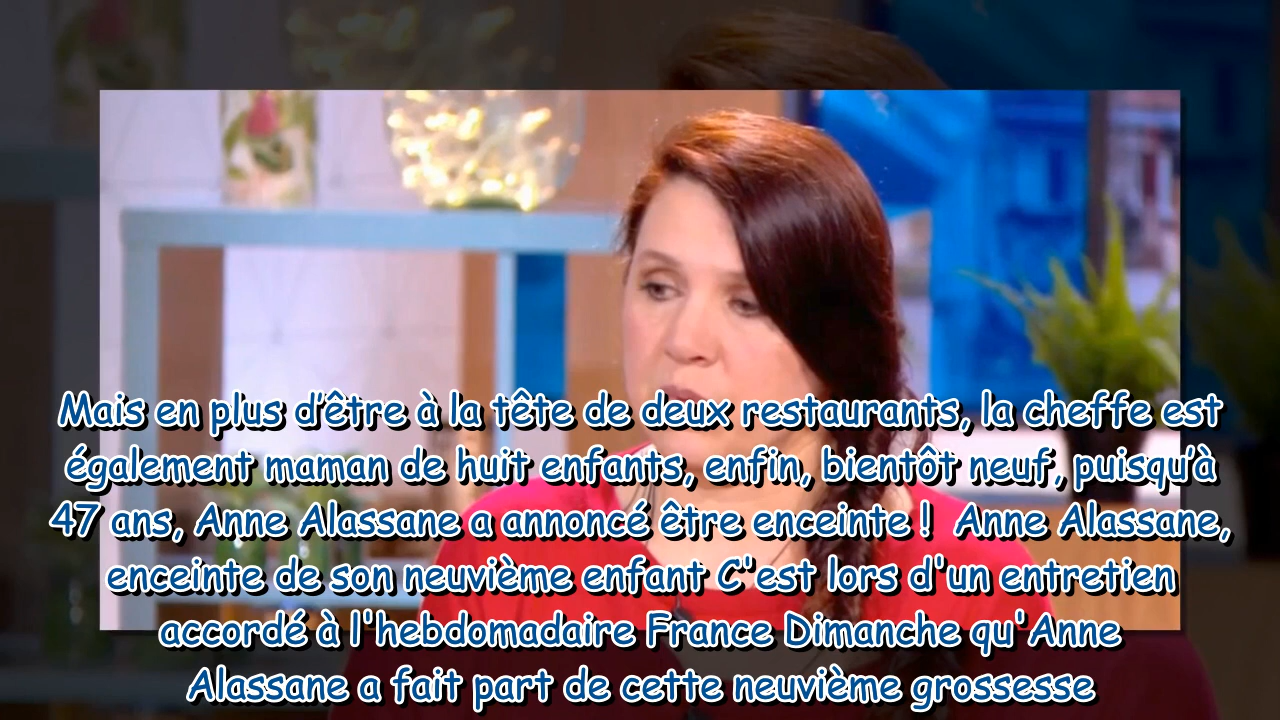 Mais en plus d’être à la tête de deux restaurants, la cheffe est
également maman de huit enfants, enfin, bientôt neuf, puisqu’à
47 ans, Anne Alassane a annoncé être enceinte !  Anne Alassane,
enceinte de son neuvième enfant C'est lors d'un entretien
accordé à l'hebdomadaire France Dimanche qu'Anne
Alassane a fait part de cette neuvième grossesse